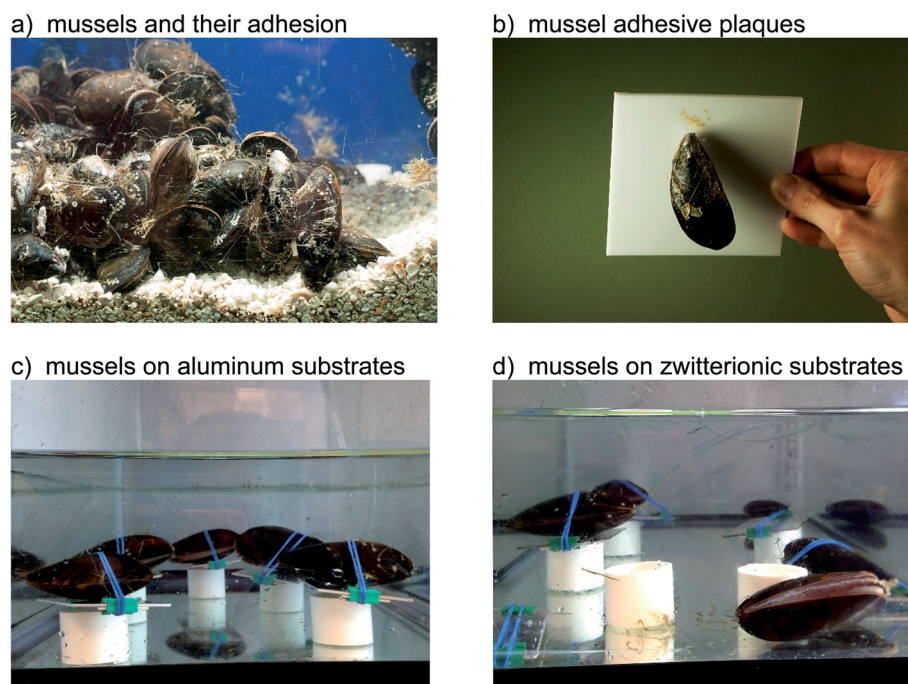 a) mussels and their adhesion
b) mussel adhesive plaques
c) mussels on aluminum substrates
d) mussels on zwitterionic substrates